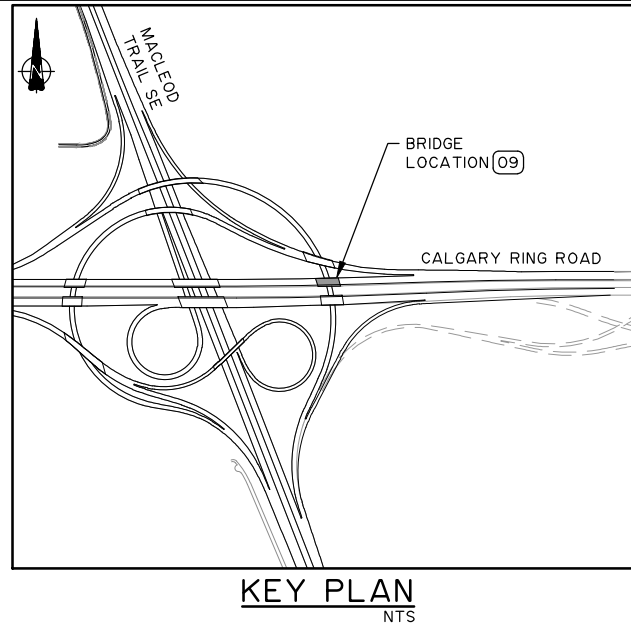 N
MACLEOD
TRAIL SE
BRIDGE
LOCATION 09
CALGARY RING ROAD
KEY PLAN
NTS